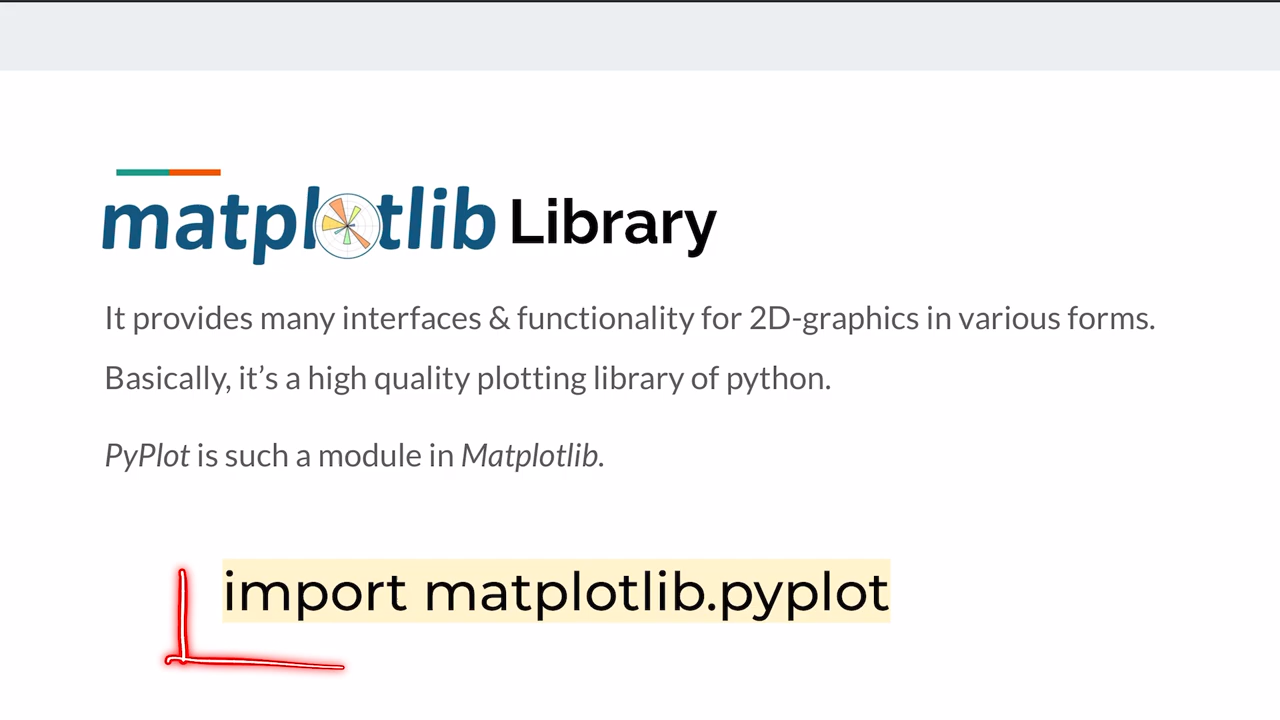 matplotlib Library
It provides many interfaces & functionality for 2D-graphics in various forms.
Basically, it’s a high quality plotting library of python.
PyPlot is such a module in Matplotlib.
import matplotlib.pyplot